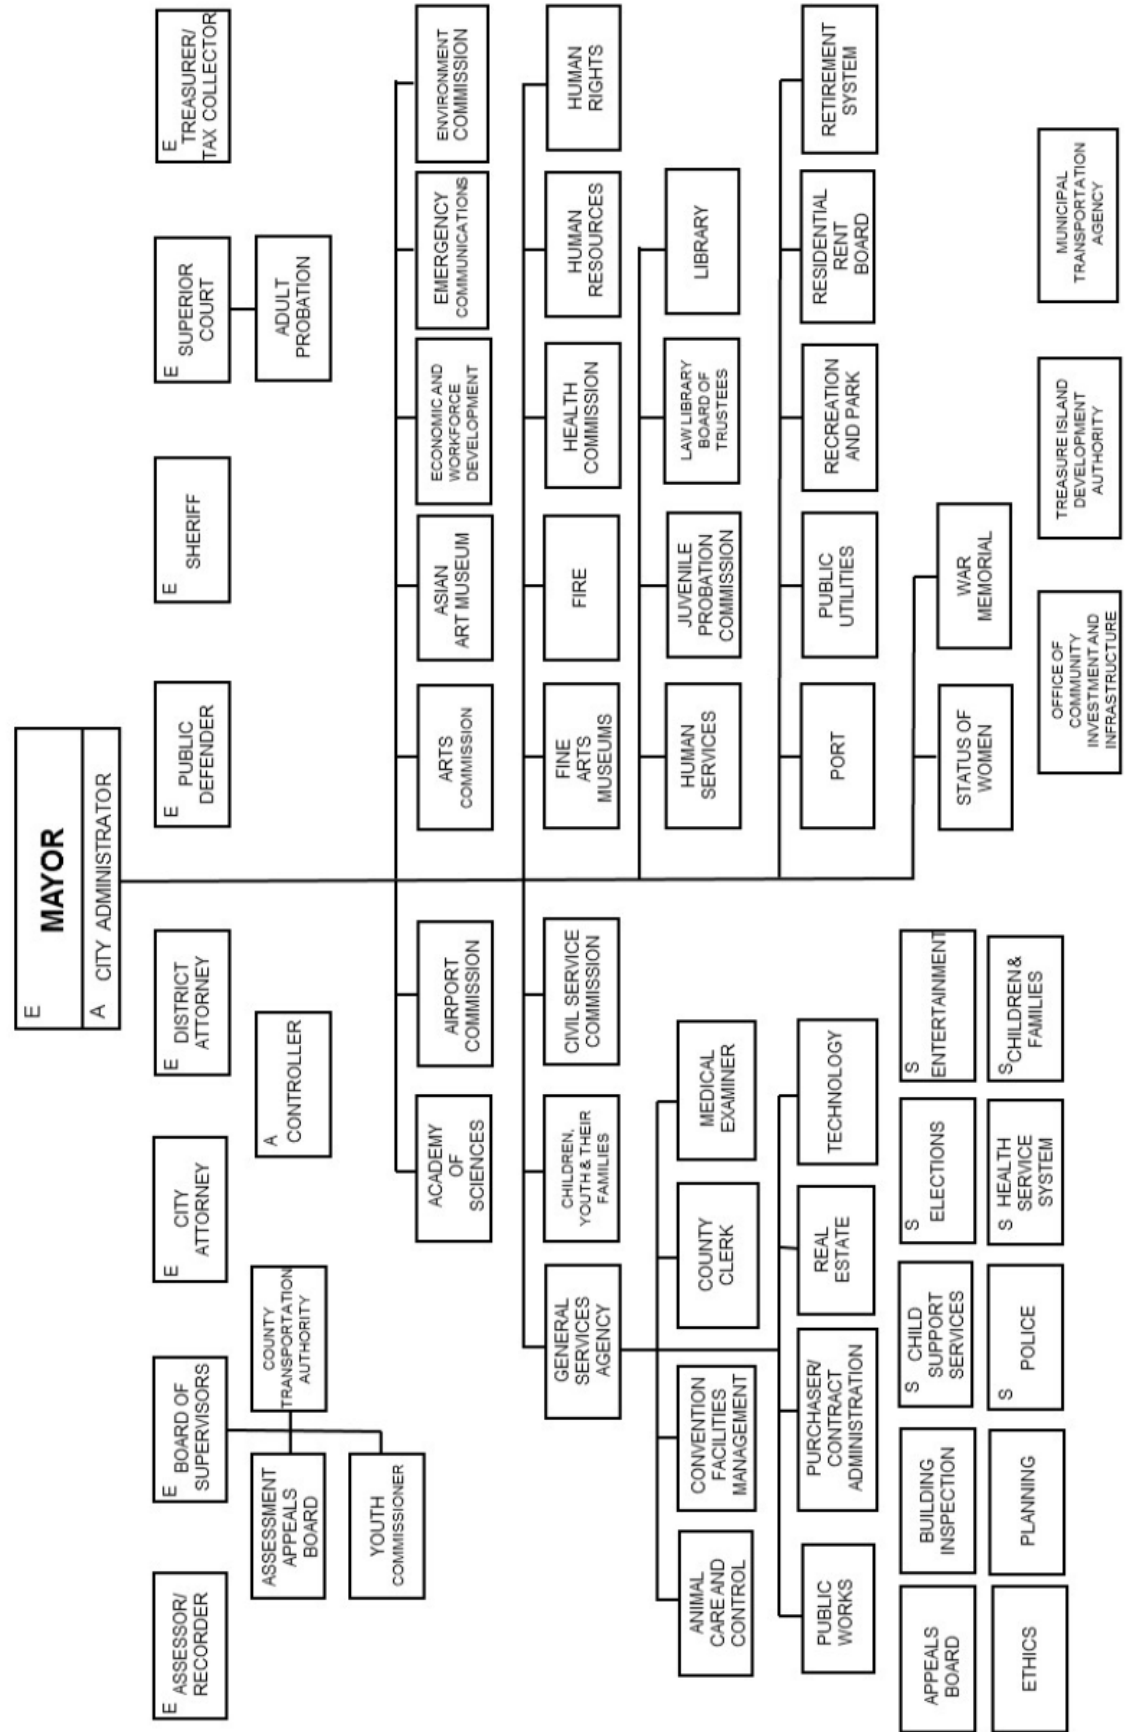 E
MAYOR
A CITY ADMINISTRATOR
E ASSESSOR/
RECORDER
E BOARD OF
SUPERVISORS
E CITY
ATTORNEY
E DISTRICT
ATTORNEY
E PUBLIC
DEFENDER
E SHERIFF
E SUPERIOR
COURT
E TREASURER/
TAX COLLECTOR
ASSESSMENT
APPEALS
BOARD
COUNTY
TRANSPORTATION
AUTHORITY
A
CONTROLLER
ADULT
PROBATION
YOUTH
COMMISSIONER
ACADEMY
OF
SCIENCES
AIRPORT
COMMISSION
ARTS
COMMISSION
ASIAN
ART MUSEUM
ECONOMIC AND
WORKFORCE
DEVELOPMENT
EMERGENCY
COMMUNICATIONS
ENVIRONMENT
COMMISSION
GENERAL
SERVICES
AGENCY
CHILDREN,
YOUTH & THEIR
FAMILIES
CIVIL SERVICE
COMMISSION
FINE
ARTS
MUSEUMS
FIRE
HEALTH
COMMISSION
HUMAN
RESOURCES
HUMAN
RIGHTS
ANIMAL
CARE AND
CONTROL
CONVENTION
FACILITIES
MANAGEMENT
COUNTY
CLERK
MEDICAL
EXAMINER
HUMAN
SERVICES
JUVENILE
PROBATION
COMMISSION
LAW LIBRARY
BOARD OF
TRUSTEES
LIBRARY
PUBLIC
WORKS
PURCHASER/
CONTRACT
ADMINISTRATION
REAL
ESTATE
TECHNOLOGY
PORT
PUBLIC
UTILITIES
RECREATION
AND PARK
RESIDENTIAL
RENT
BOARD
RETIREMENT
SYSTEM
APPEALS
BOARD
BUILDING
INSPECTION
S CHILD
SUPPORT
SERVICES
S
ELECTIONS
S
ENTERTAINMENT
STATUS OF
WOMEN
WAR
MEMORIAL
ETHICS
PLANNING
S POLICE
S HEALTH
SERVICE
SYSTEM
S CHILDREN &
FAMILIES
OFFICE OF
COMMUNITY
INVESTMENT AND
INFRASTRUCTURE
TREASURE ISLAND
DEVELOPMENT
AUTHORITY
MUNICIPAL
TRANSPORTATION
AGENCY